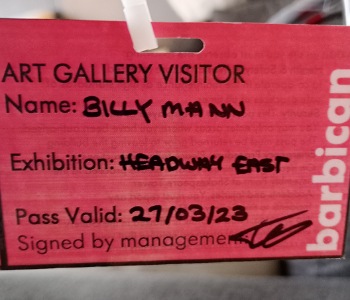 ART GALLERY VISITOR
Name: BILLY MANN
Exhibition: HEADWAY EAST
Pass Valid: 27/03/23
Signed by management:
barbican